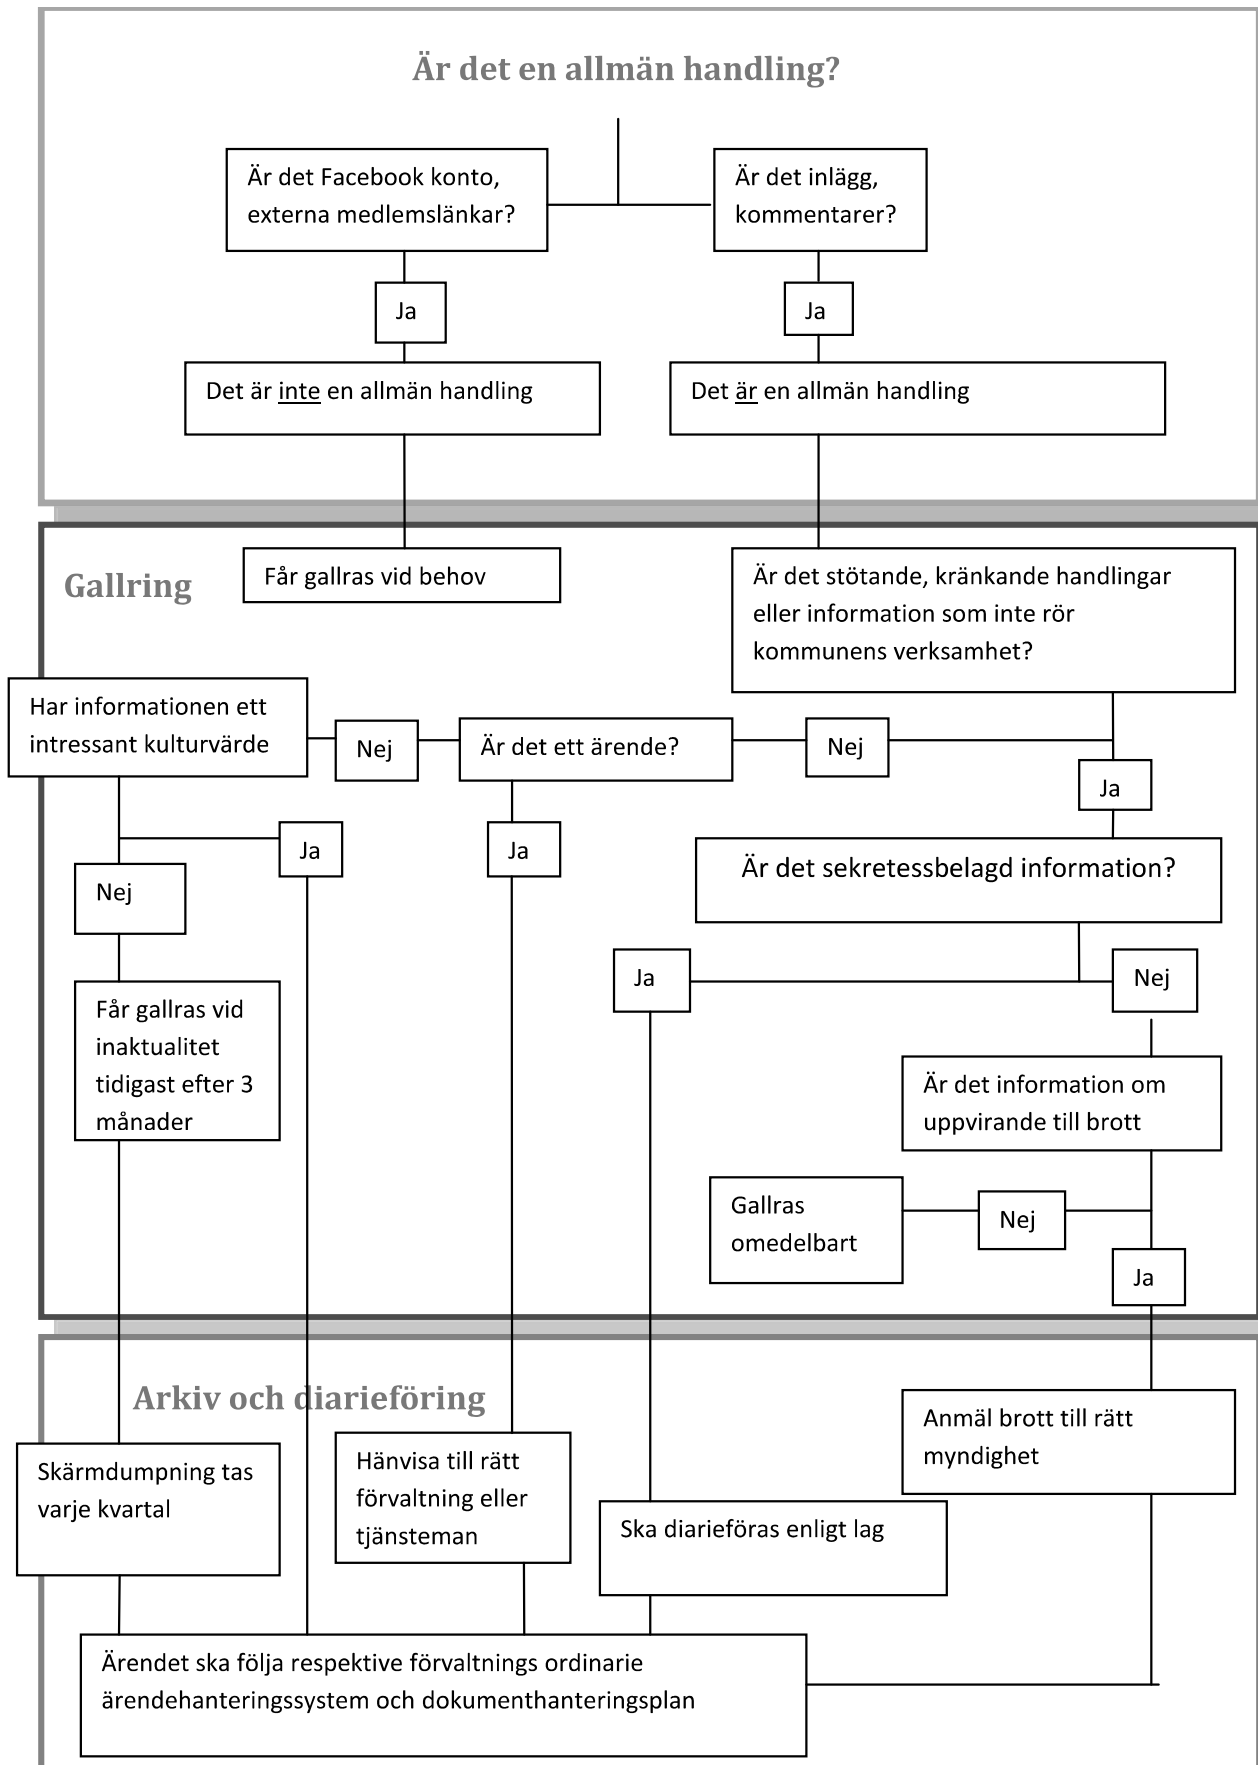 Är det en allmän handling?
Är det Facebook konto,
externa medlemslänkar?
Är det inlägg,
kommentarer?
Ja
Ja
Det är inte en allmän handling
Det är en allmän handling
Gallring
Får gallras vid behov
Är det stötande, kränkande handlingar
eller information som inte rör
kommunens verksamhet?
Har informationen ett
intressant kulturvärde
Nej
Är det ett ärende?
Nej
Ja
Ja
Ja
Nej
Är det sekretessbelagd information?
Ja
Nej
Får gallras vid
inaktualitet
tidigast efter 3
månader
Är det information om
uppvirande till brott
Gallras
omedelbart
Nej
Ja
Arkiv och diarieföring
Anmäl brott till rätt
myndighet
Skärmdumpning tas
varje kvartal
Hänvisa till rätt
förvaltning eller
tjänsteman
Ska diarieföras enligt lag
Ärendet ska följa respektive förvaltnings ordinarie
ärendehanteringssystem och dokumenthanteringsplan